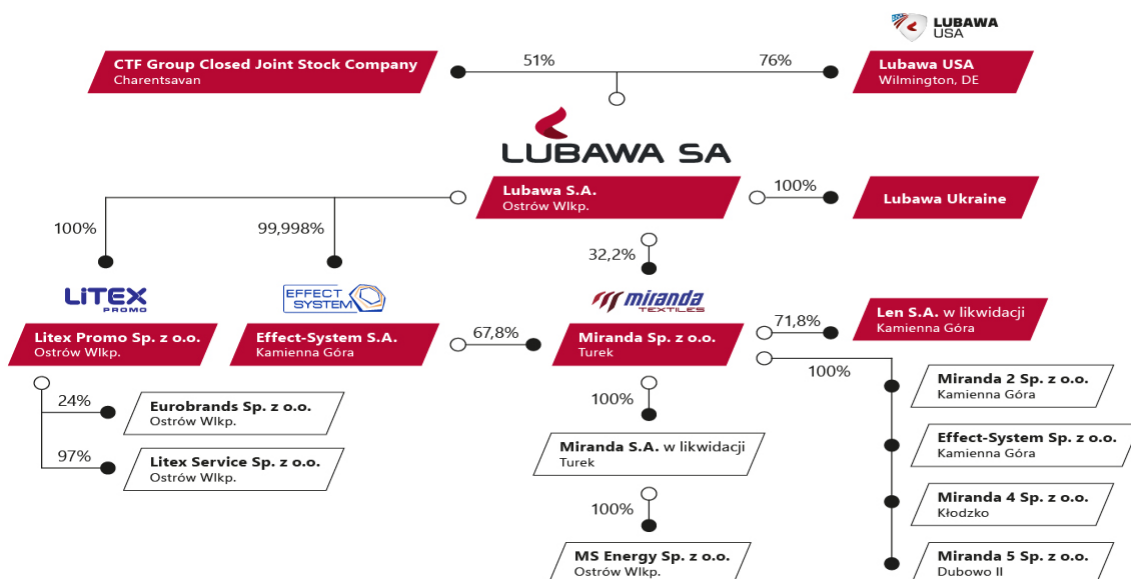 LUBAWA
USA
CTF Group Closed Joint Stock Company
Charentsavan
51%
76%
Lubawa USA
Wilmington, DE
LUBAWA SA
Lubawa S.A.
Ostrów Wlkp.
100%
Lubawa Ukraine
100%
99,998%
32,2%
LiTEX
PROMO
EFFECT
SYSTEM
miranda
TEXTILES
Litex Promo Sp. z o.o.
Ostrów Wlkp.
Effect-System S.A.
Kamienna Góra
67,8%
Miranda Sp. z o.o.
Turek
71,8%
Len S.A. w likwidacji
Kamienna Góra
100%
24%
Eurobrands Sp. z o.o.
Ostrów Wlkp.
97%
Litex Service Sp. z o.o.
Ostrów Wlkp.
100%
Miranda S.A. w likwidacji
Turek
100%
MS Energy Sp. z o.o.
Ostrów Wlkp.
Miranda 2 Sp. z o.o.
Kamienna Góra
Effect-System Sp. z o.o.
Kamienna Góra
Miranda 4 Sp. z o.o.
Kłodzko
Miranda 5 Sp. z o.o.
Dubowo II